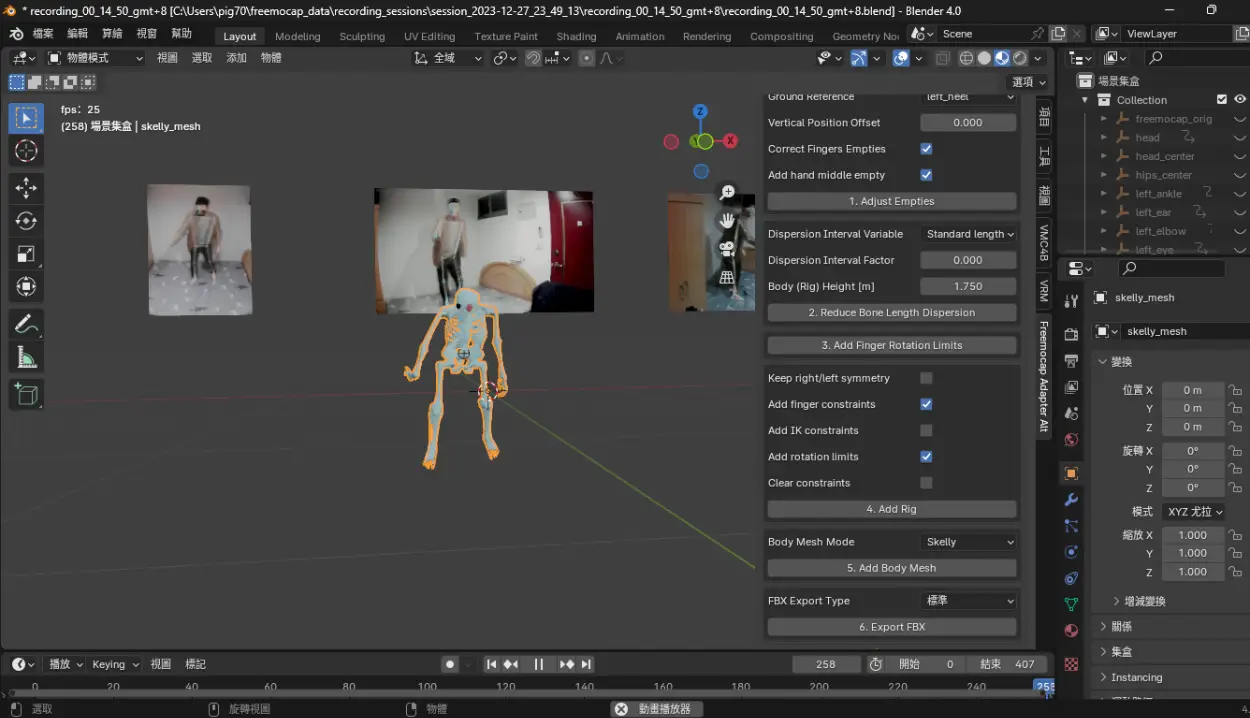 * recording_00_14_50_gmt+8 [C:\Users\pig70\freemocap_data\recording_sessions\session_2023-12-27_23_49_13\recording_00_14_50_gmt+8\recording_00_14_50_gmt+8.blend] - Blender 4.0
檔案 編輯 算繪 視窗 幫助 Layout Modeling Sculpting UV Editing Texture Paint Shading Animation Rendering Compositing Geometry No Scene ViewLayer
物體模式 視圖 選取 添加 物體 全域
選項
fps: 25
(258) 場景集盒 | skelly_mesh
Z
X
Y
Ground Reference left_heel
Vertical Position Offset 0.000
Correct Fingers Empties
Add hand middle empty
1. Adjust Empties
Dispersion Interval Variable Standard length
Dispersion Interval Factor 0.000
Body (Rig) Height [m] 1.750
2. Reduce Bone Length Dispersion
3. Add Finger Rotation Limits
Keep right/left symmetry
Add finger constraints
Add IK constraints
Add rotation limits
Clear constraints
4. Add Rig
Body Mesh Mode Skelly
5. Add Body Mesh
FBX Export Type 標準
6. Export FBX
項目
工具
視圖
VMC4B
VRM
Freemocap Adapter Alt
場景集盒
Collection
freemocap_orig
head
head_center
hips_center
left_ankle
left_ear
left_elbow
left_eye
skelly_mesh
skelly_mesh
變換
位置 X 0 m
Y 0 m
Z 0 m
旋轉 X 0°
Y 0°
Z 0°
模式 XYZ 尤拉
縮放 X 1.000
Y 1.000
Z 1.000
增減變換
關係
集盒
Instancing
播放 Keying 視圖 標記 258 開始 0 結束 407
0 20 40 60 80 100 120 140 160 180 200 220 240 258
選取 旋轉視圖 物體 動畫播放器 4.